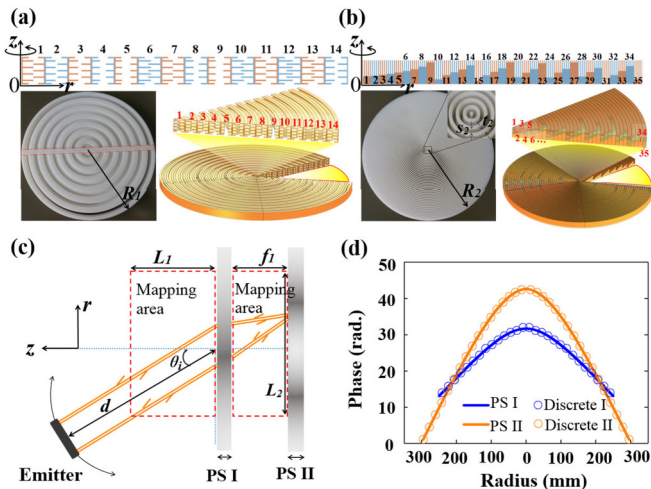 (a)
z
1 2 3 4 5 6 7 8 9 10 11 12 13 14
0 r
1 2 3 4 5 6 7 8 9 10 11 12 13 14
R1
(b)
z
6 8 10 12 14 16 18 20 22 24 26 28 30 32 34
1 2 3 4 5 7 9 11 13 15 17 19 21 23 25 27 29 31 33 35
0 r
s2 t2
R2
1 3 5
2 4 6 ...
34
35
(c)
L1 f1
Mapping area
Mapping area
r
z
θi
d
L2
Emitter
PS I PS II
(d)
Phase (rad.)
50
40
30
20
10
0
PS I Discrete I
PS II Discrete II
300 200 100 0 100 200 300
Radius (mm)